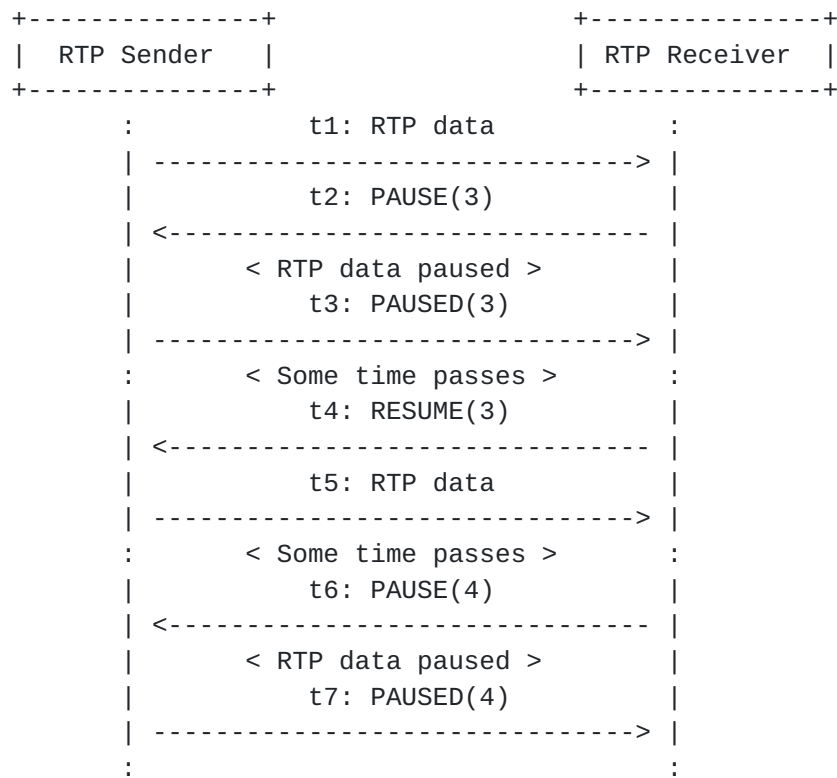 +---------------+                   +---------------+
|  RTP Sender   |                   | RTP Receiver  |
+---------------+                   +---------------+
       :           t1: RTP data           :
       | -------------------------------> |
       |           t2: PAUSE(3)           |
       | <------------------------------- |
       |       < RTP data paused >        |
       |           t3: PAUSED(3)          |
       | -------------------------------> |
       :       < Some time passes >       :
       |           t4: RESUME(3)          |
       | <------------------------------- |
       |           t5: RTP data           |
       | -------------------------------> |
       :       < Some time passes >       :
       |           t6: PAUSE(4)           |
       | <------------------------------- |
       |       < RTP data paused >        |
       |           t7: PAUSED(4)          |
       | -------------------------------> |
       :                                  :